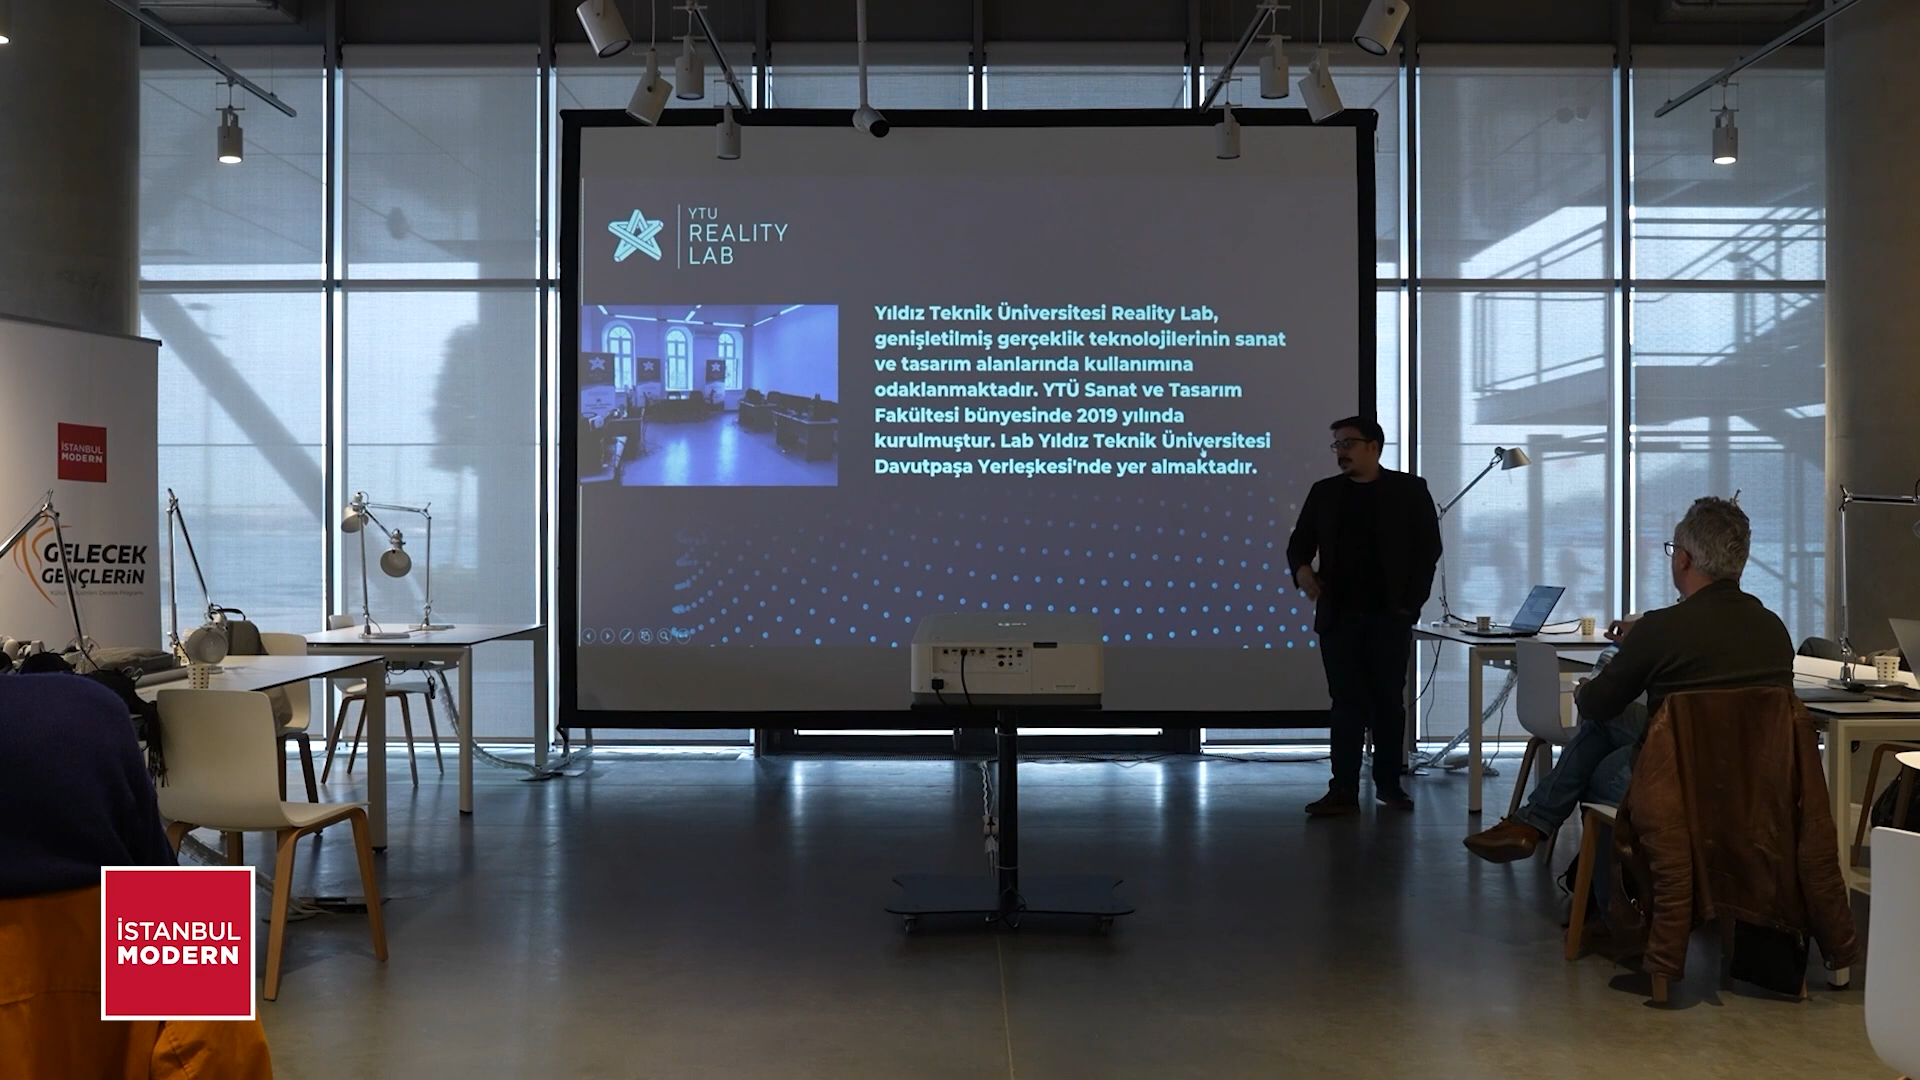 YTU
REALITY
LAB
Yıldız Teknik Üniversitesi Reality Lab,
genişletilmiş gerçeklik teknolojilerinin sanat
ve tasarım alanlarında kullanımına
odaklanmaktadır. YTÜ Sanat ve Tasarım
Fakültesi bünyesinde 2019 yılında
kurulmuştur. Lab Yıldız Teknik Üniversitesi
Davutpaşa Yerleşkesi'nde yer almaktadır.
İSTANBUL
MODERN
GELECEK
GENÇLERİN
İSTANBUL
MODERN